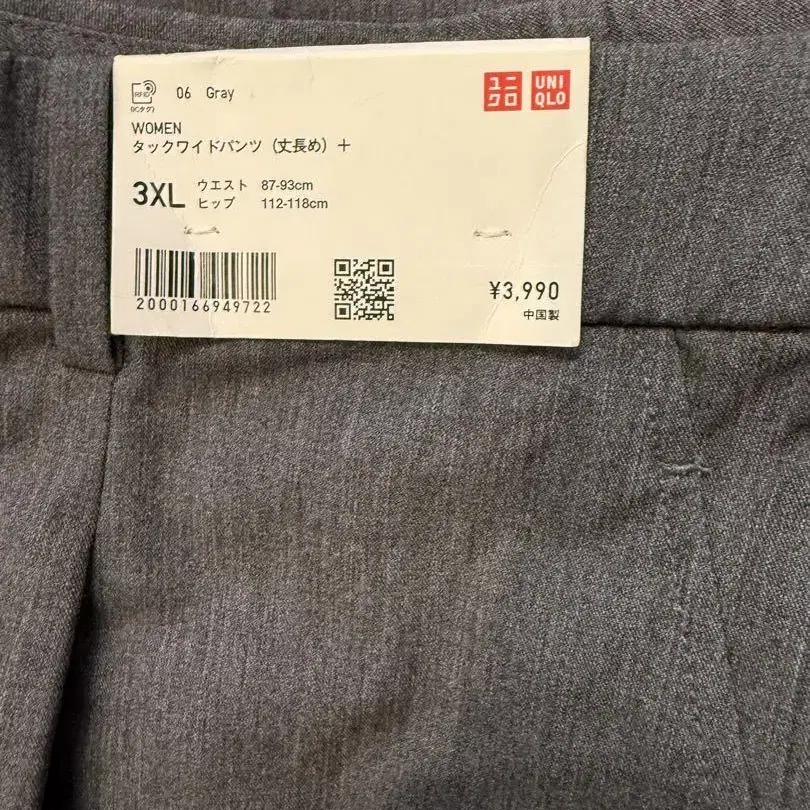 RFID
(ICタグ)
06 Gray
ユニ
クロ
UNI
QLO
WOMEN
タックワイドパンツ（丈長め）＋
3XL
ウエスト 87-93cm
ヒップ 112-118cm
2000166949722
¥3,990
中国製